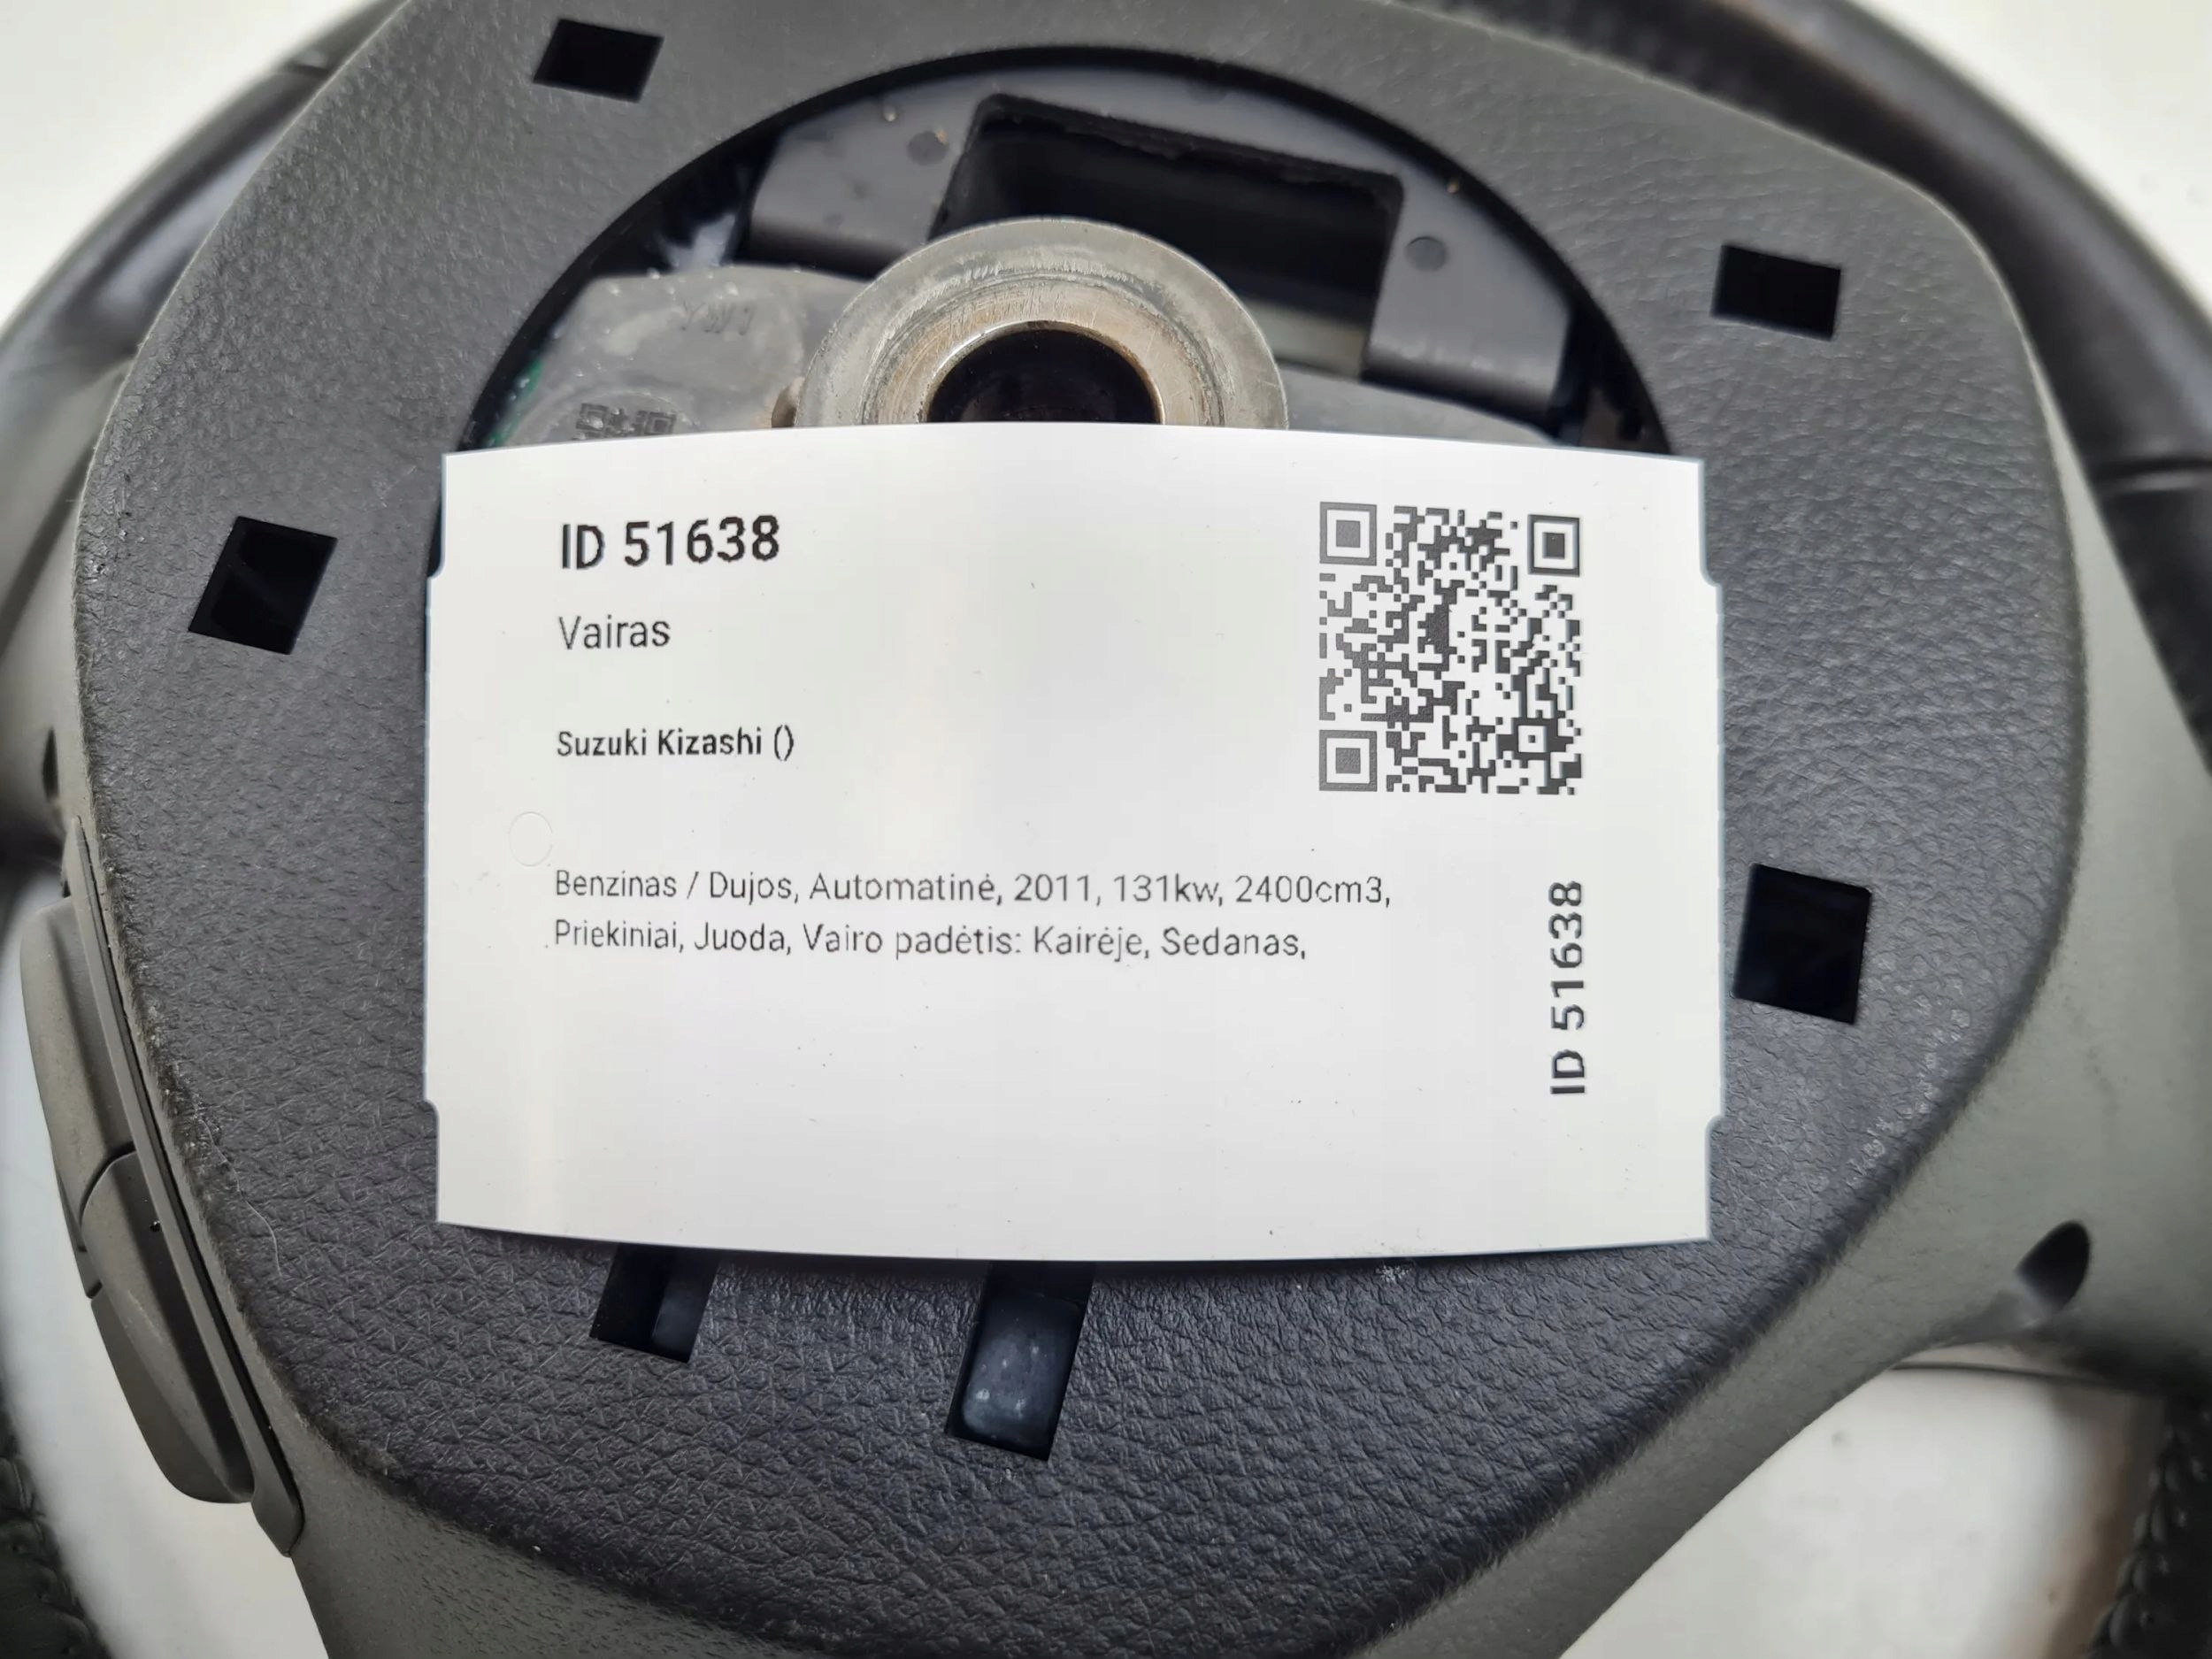 ID 51638
Vairas
Suzuki Kizashi ()
Benzinas / Dujos, Automatinė, 2011, 131kw, 2400cm3,
Priekiniai, Juoda, Vairo padėtis: Kairėje, Sedanas,
ID 51638